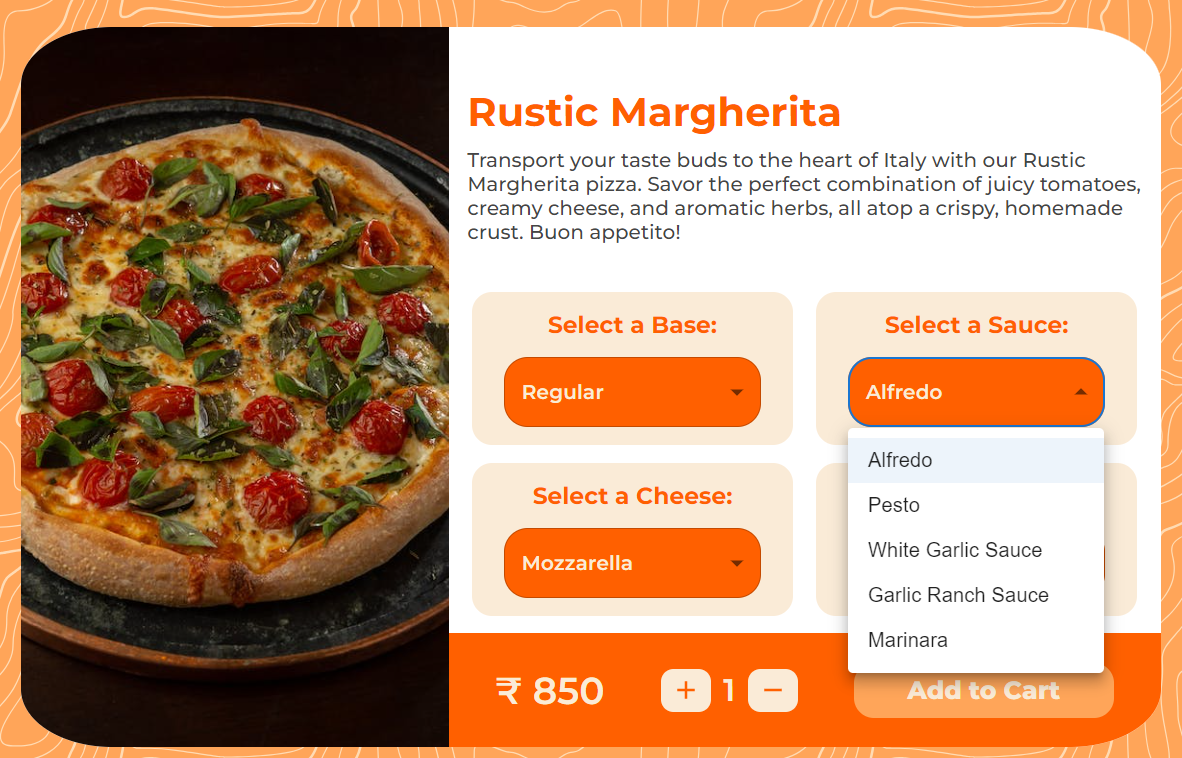 Rustic Margherita
Transport your taste buds to the heart of Italy with our Rustic
Margherita pizza. Savor the perfect combination of juicy tomatoes,
creamy cheese, and aromatic herbs, all atop a crispy, homemade
crust. Buon appetito!
Select a Base:
Regular
Select a Sauce:
Alfredo
Alfredo
Pesto
White Garlic Sauce
Garlic Ranch Sauce
Marinara
Select a Cheese:
Mozzarella
₹ 850
+ 1 −
Add to Cart